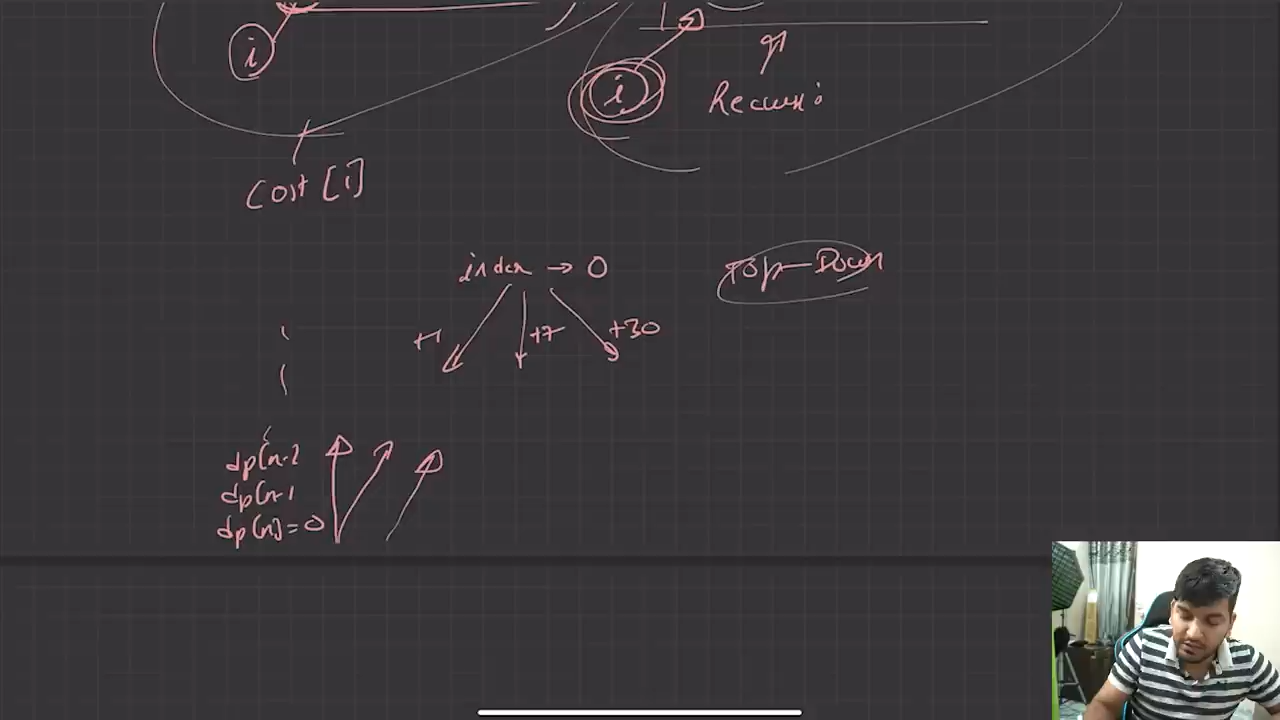 i
i
Recursi
cost [i]
index → 0
Top-Down
+1 +7 +30
dp[n-2
dp[n-1
dp[n] = 0